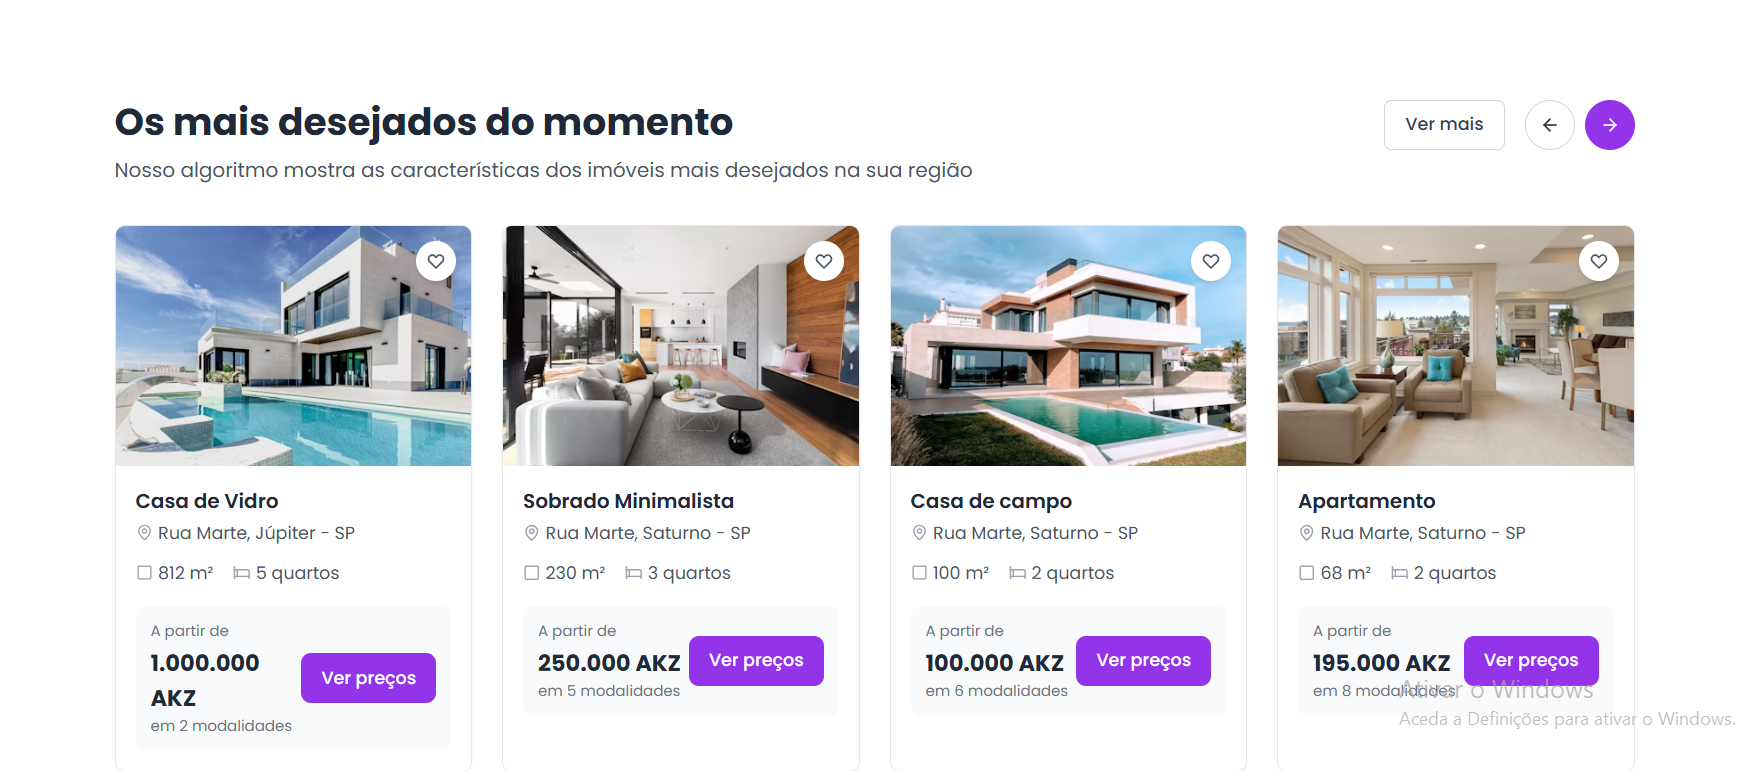 Os mais desejados do momento
Nosso algoritmo mostra as características dos imóveis mais desejados na sua região
Ver mais
Casa de Vidro
Rua Marte, Júpiter - SP
812 m² 5 quartos
A partir de
1.000.000
AKZ
em 2 modalidades
Ver preços
Sobrado Minimalista
Rua Marte, Saturno - SP
230 m² 3 quartos
A partir de
250.000 AKZ
em 5 modalidades
Ver preços
Casa de campo
Rua Marte, Saturno - SP
100 m² 2 quartos
A partir de
100.000 AKZ
em 6 modalidades
Ver preços
Apartamento
Rua Marte, Saturno - SP
68 m² 2 quartos
A partir de
195.000 AKZ
em 8 modalidades
Ver preços
Ativar o Windows
Aceda a Definições para ativar o Windows.